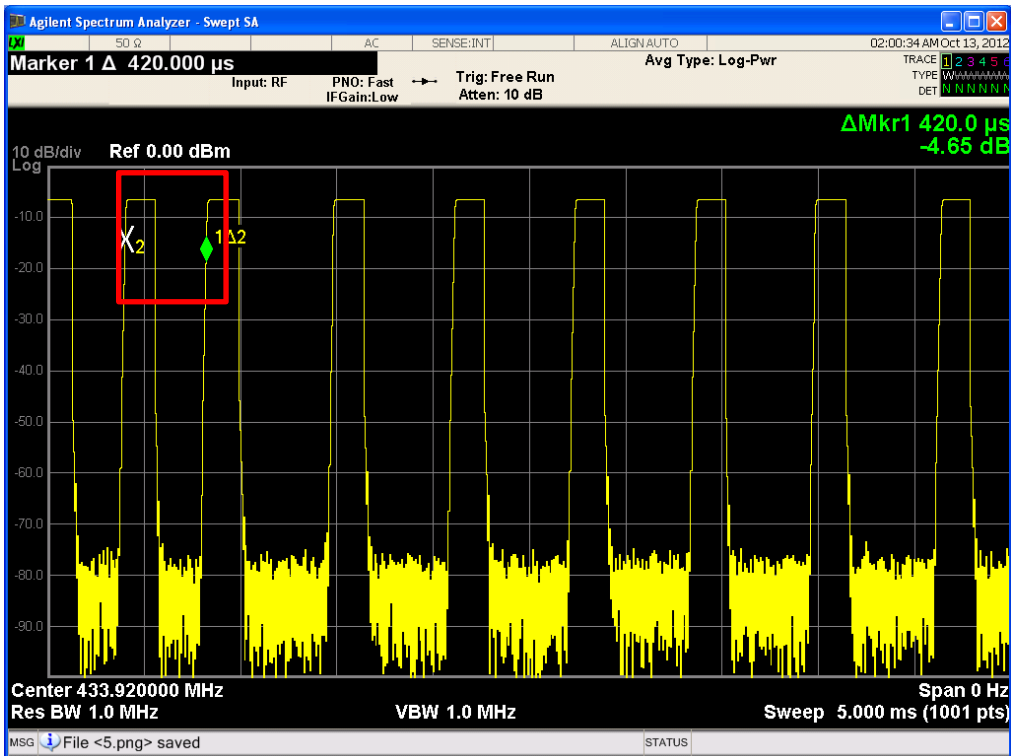 Agilent Spectrum Analyzer - Swept SA
LXI 50 Ω AC SENSE:INT ALIGN AUTO 02:00:34 AM Oct 13, 2012
Marker 1 Δ 420.000 µs
Input: RF PNO: Fast IFGain:Low
Trig: Free Run
Atten: 10 dB
Avg Type: Log-Pwr
TRACE 1 2 3 4 5 6
TYPE WWWWWW
DET N N N N N N
ΔMkr1 420.0 µs
-4.65 dB
10 dB/div Ref 0.00 dBm
Log
-10.0
X2 1Δ2
-20.0
-30.0
-40.0
-50.0
-60.0
-70.0
-80.0
-90.0
Center 433.920000 MHz Span 0 Hz
Res BW 1.0 MHz VBW 1.0 MHz Sweep 5.000 ms (1001 pts)
MSG File <5.png> saved STATUS